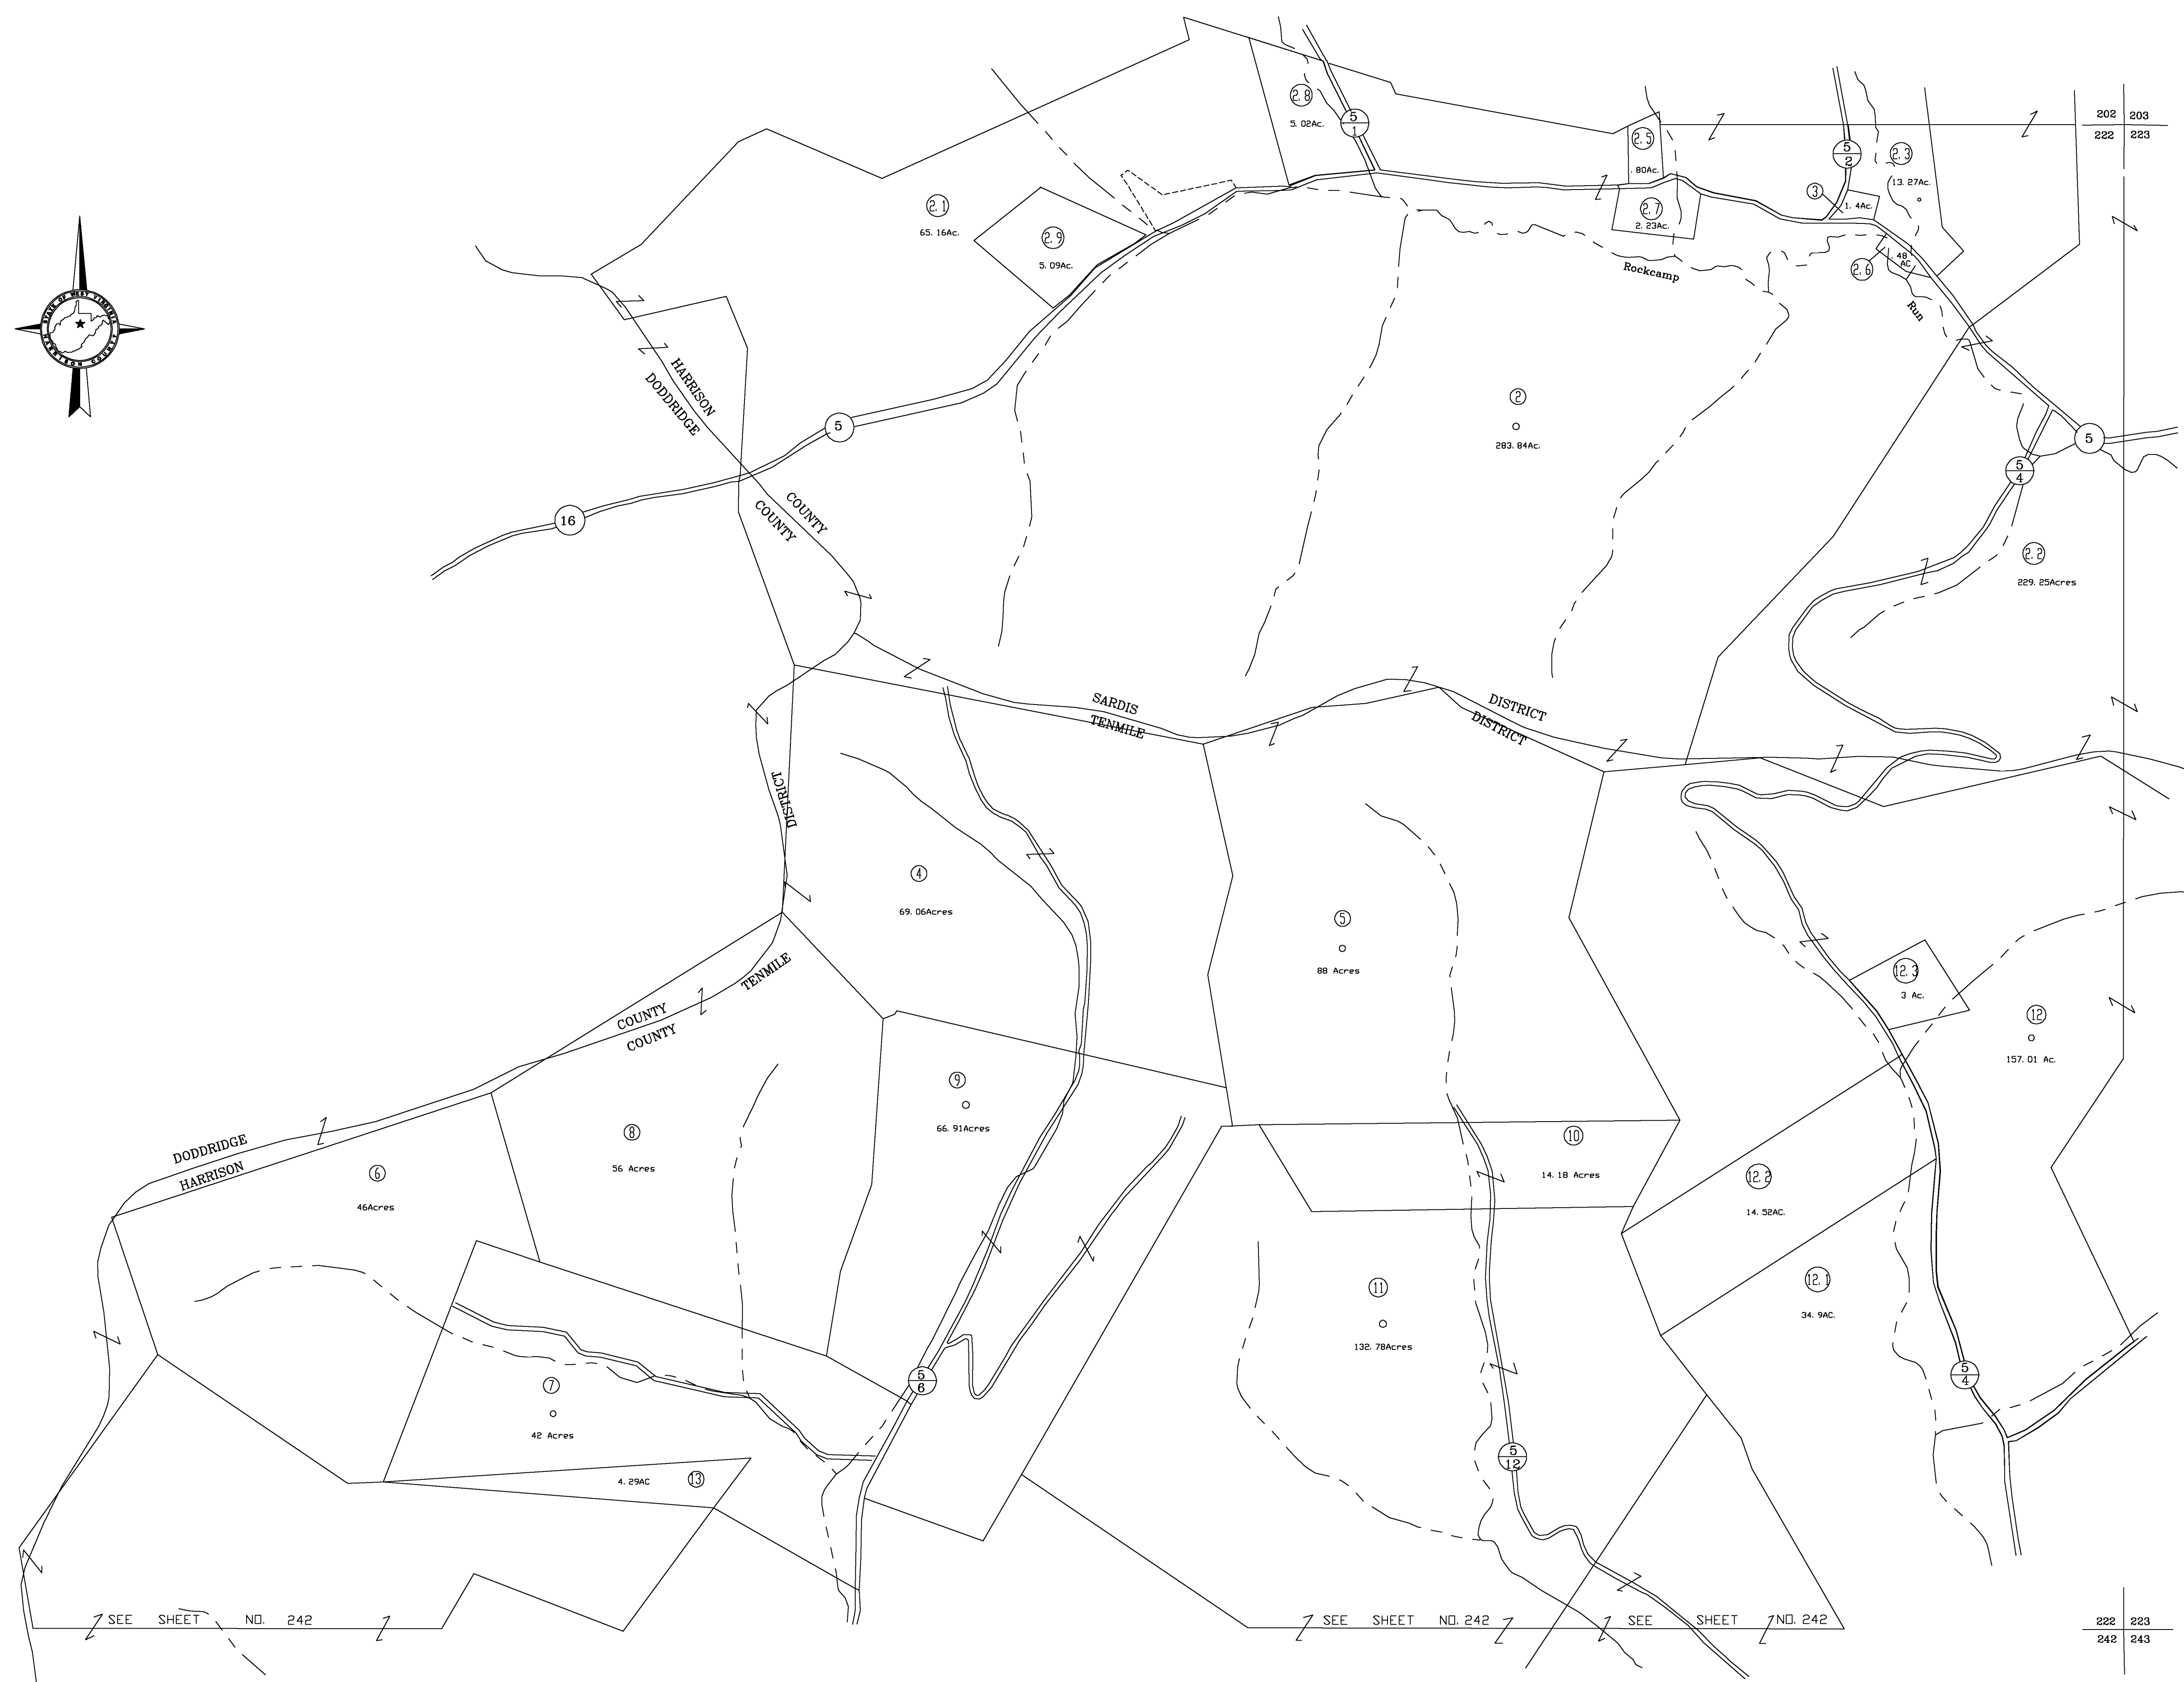 2. 8
5. 02Ac.
5
1
202 203
222 223
2. 5
. 80Ac.
5
2
2. 3
13. 27Ac.
3
1. 4Ac.
2. 1
65. 16Ac.
2. 9
5. 09Ac.
2. 7
2. 23Ac.
2. 6
. 48
AC
Rockcamp
Run
STATE OF WEST VIRGINIA
HARRISON COUNTY
HARRISON
DODDRIDGE
2
283. 84Ac.
5
5
5
4
16
COUNTY
COUNTY
2. 2
229. 25Acres
SARDIS
TENMILE
DISTRICT
DISTRICT
DISTRICT
4
69. 06Acres
5
88 Acres
TENMILE
12. 3
3 Ac.
12
157. 01 Ac.
COUNTY
COUNTY
9
66. 91Acres
8
56 Acres
DODDRIDGE
HARRISON
6
46Acres
10
14. 18 Acres
12. 2
14. 52AC.
11
132. 78Acres
12. 1
34. 9AC.
7
42 Acres
5
6
5
4
5
12
4. 29AC
13
SEE SHEET NO. 242
SEE SHEET NO. 242
SEE SHEET NO. 242
222 223
242 243